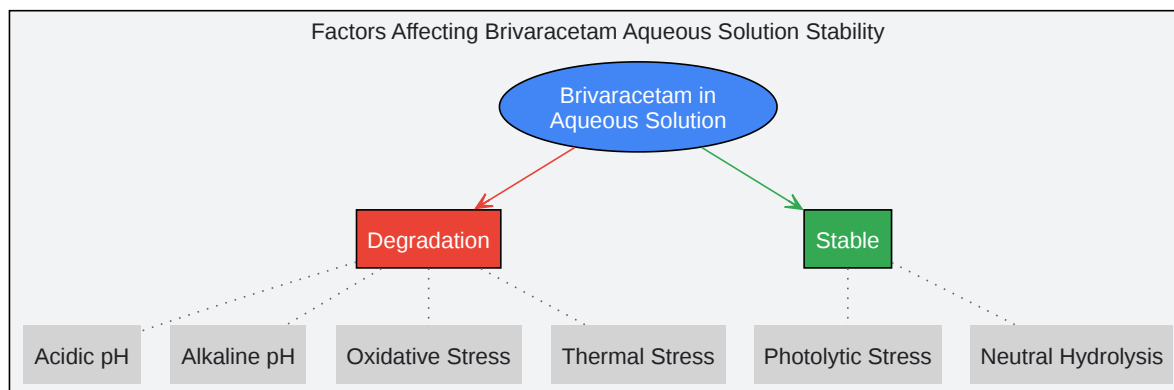 Factors Affecting Brivaracetam Aqueous Solution Stability
Brivaracetam in
Aqueous Solution
Degradation
Stable
Acidic pH
Alkaline pH
Oxidative Stress
Thermal Stress
Photolytic Stress
Neutral Hydrolysis